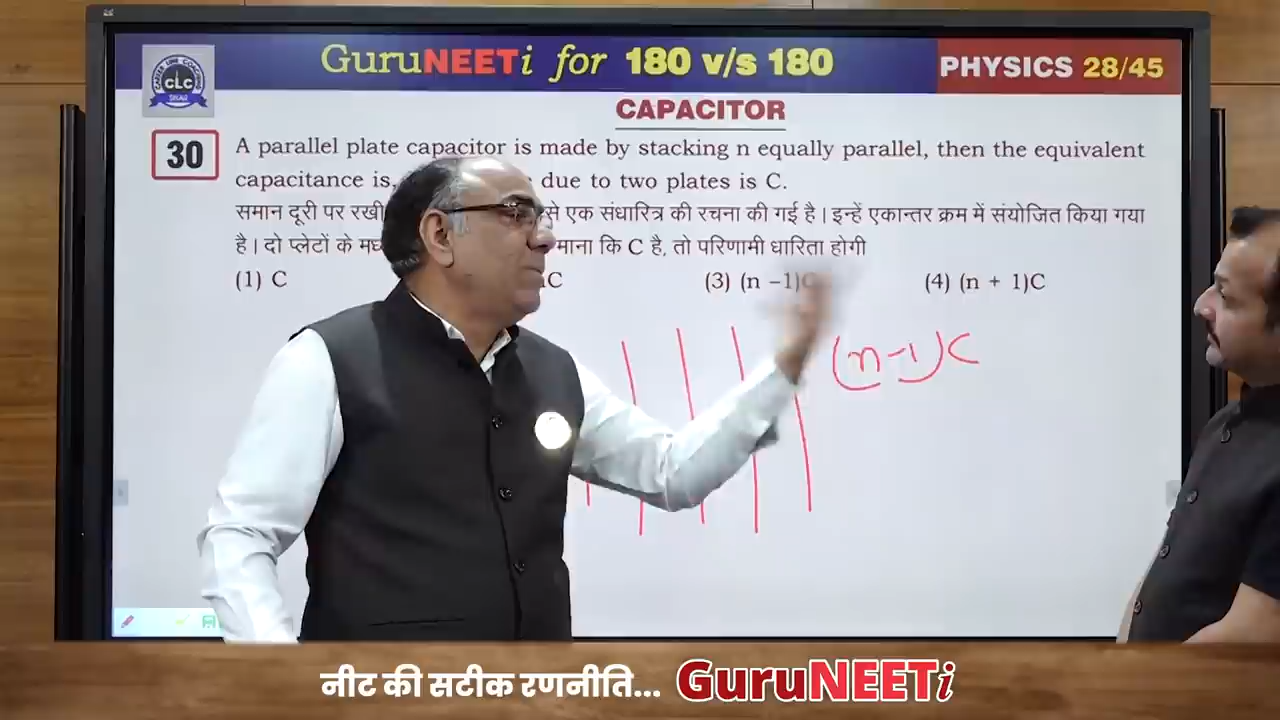 GuruNEETi for 180 v/s 180
PHYSICS 28/45
CLC
SIKAR
CAPACITOR
30
A parallel plate capacitor is made by stacking n equally parallel, then the equivalent
capacitance is, due to two plates is C.
समान दूरी पर रखी से एक संधारित्र की रचना की गई है। इन्हें एकान्तर क्रम में संयोजित किया गया
है। दो प्लेटों के माना कि C है, तो परिणामी धारिता होगी
(1) C C (3) (n –1)C (4) (n + 1)C
(n-1)C
नीट की सटीक रणनीति... GuruNEETi